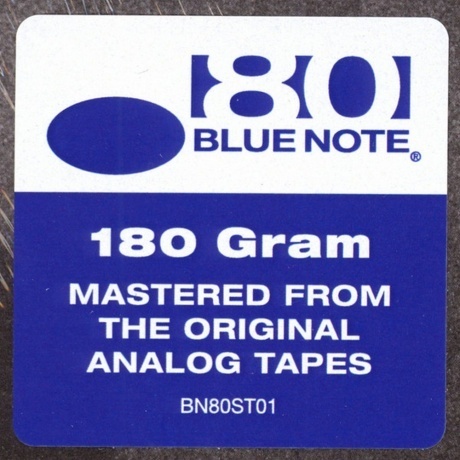 80
BLUE NOTE®
180 Gram
MASTERED FROM
THE ORIGINAL
ANALOG TAPES
BN80ST01